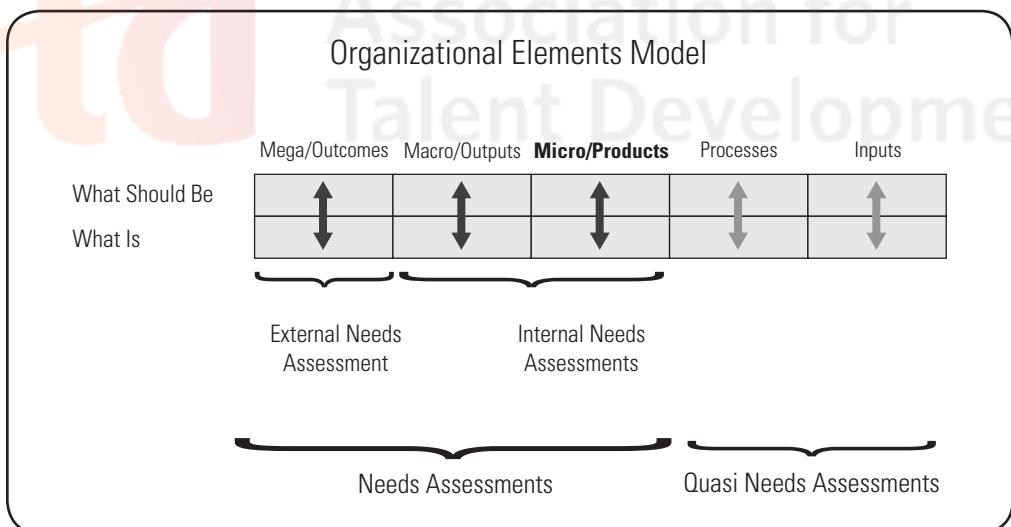 Association for
Talent Developme
Organizational Elements Model
Mega/Outcomes Macro/Outputs Micro/Products Processes Inputs
What Should Be
What Is
External Needs
Assessment
Internal Needs
Assessments
Needs Assessments
Quasi Needs Assessments